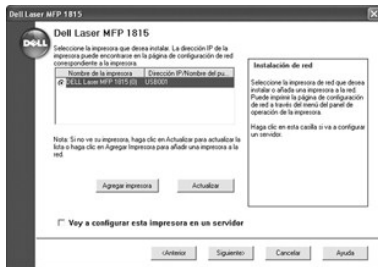 Dell Laser MFP 1815
DELL
Dell Laser MFP 1815
Seleccione la impresora que desea instalar. La dirección IP de la
impresora puede encontrarse en la página de configuración de red
correspondiente a la impresora.
Nombre de la impresora Dirección IP/Nombre del pu...
DELL Laser MFP 1815 (0) USB001
Nota: Si no ve su impresora, haga clic en Actualizar para actualizar la
lista o haga clic en Agregar Impresora para añadir una impresora a la
red.
Agregar impresora Actualizar
Instalación de red
Seleccione la impresora de red que desea
instalar o añada una impresora a la red.
Puede imprimir la página de configuración
de red a través del menú del panel de
operación de la impresora.
Haga clic en esta casilla si va a configurar
un servidor.
Voy a configurar esta impresora en un servidor
<Anterior Siguiente> Cancelar Ayuda